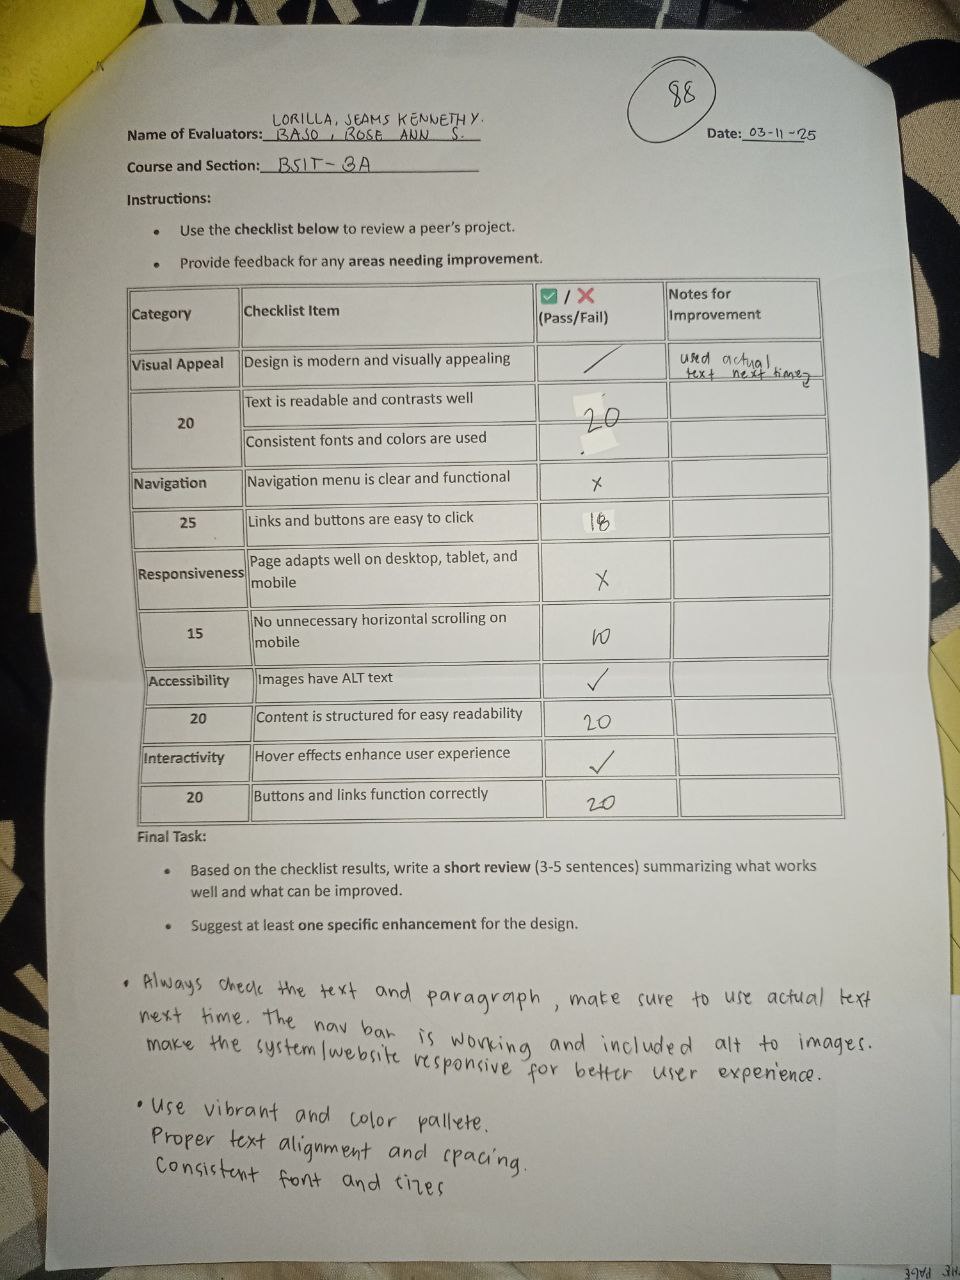 88
LORILLA, JEAMS KENNETH Y.
Name of Evaluators: BASO, ROSE ANN S.
Date: 03-11-25
Course and Section: BSIT-3A
Instructions:
• Use the checklist below to review a peer's project.
• Provide feedback for any areas needing improvement.
Category Checklist Item ✅ / ❌ (Pass/Fail) Notes for Improvement
Visual Appeal Design is modern and visually appealing / used actual text next time
20 Text is readable and contrasts well 20
Consistent fonts and colors are used
Navigation Navigation menu is clear and functional x
25 Links and buttons are easy to click 18
Responsiveness Page adapts well on desktop, tablet, and mobile x
15 No unnecessary horizontal scrolling on mobile 10
Accessibility Images have ALT text ✓
20 Content is structured for easy readability 20
Interactivity Hover effects enhance user experience ✓
20 Buttons and links function correctly 20
Final Task:
• Based on the checklist results, write a short review (3-5 sentences) summarizing what works
well and what can be improved.
• Suggest at least one specific enhancement for the design.
• Always check the text and paragraph, make sure to use actual text
next time. The nav bar is working and included alt to images.
make the system/website responsive for better user experience.
• Use vibrant and color pallete.
Proper text alignment and spacing.
Consistent font and sizes